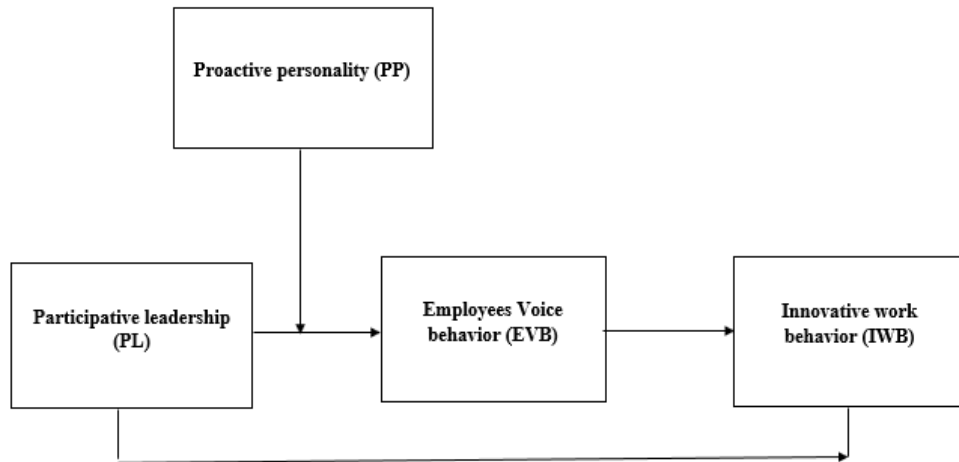 Proactive personality (PP)
Participative leadership
(PL)
Employees Voice
behavior (EVB)
Innovative work
behavior (IWB)